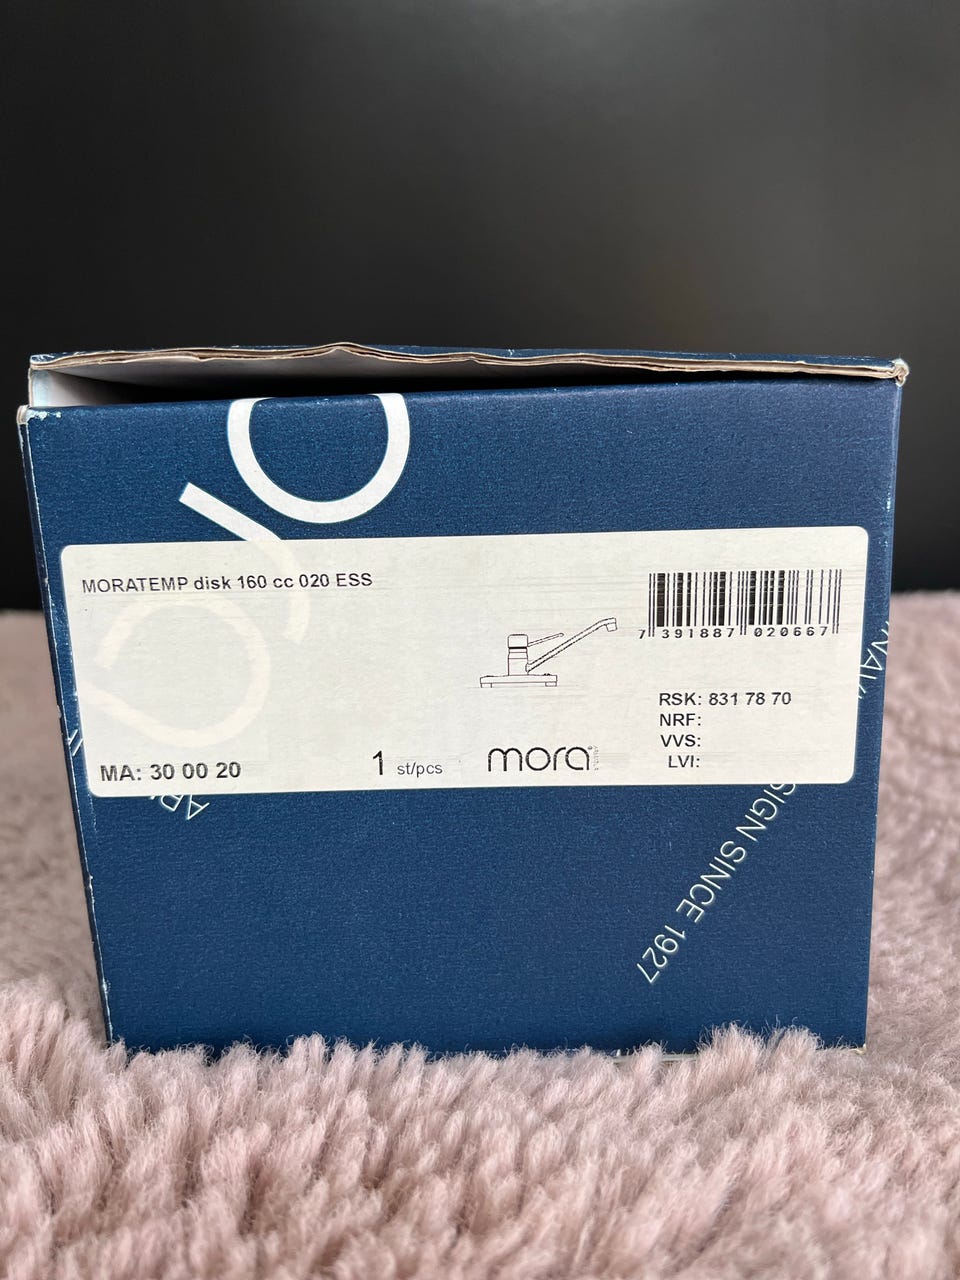 MORATEMP disk 160 cc 020 ESS
7 391887 020667
RSK: 831 78 70
NRF:
VVS:
LVI:
MA: 30 00 20
1 st/pcs
mora
SIGN SINCE 1927